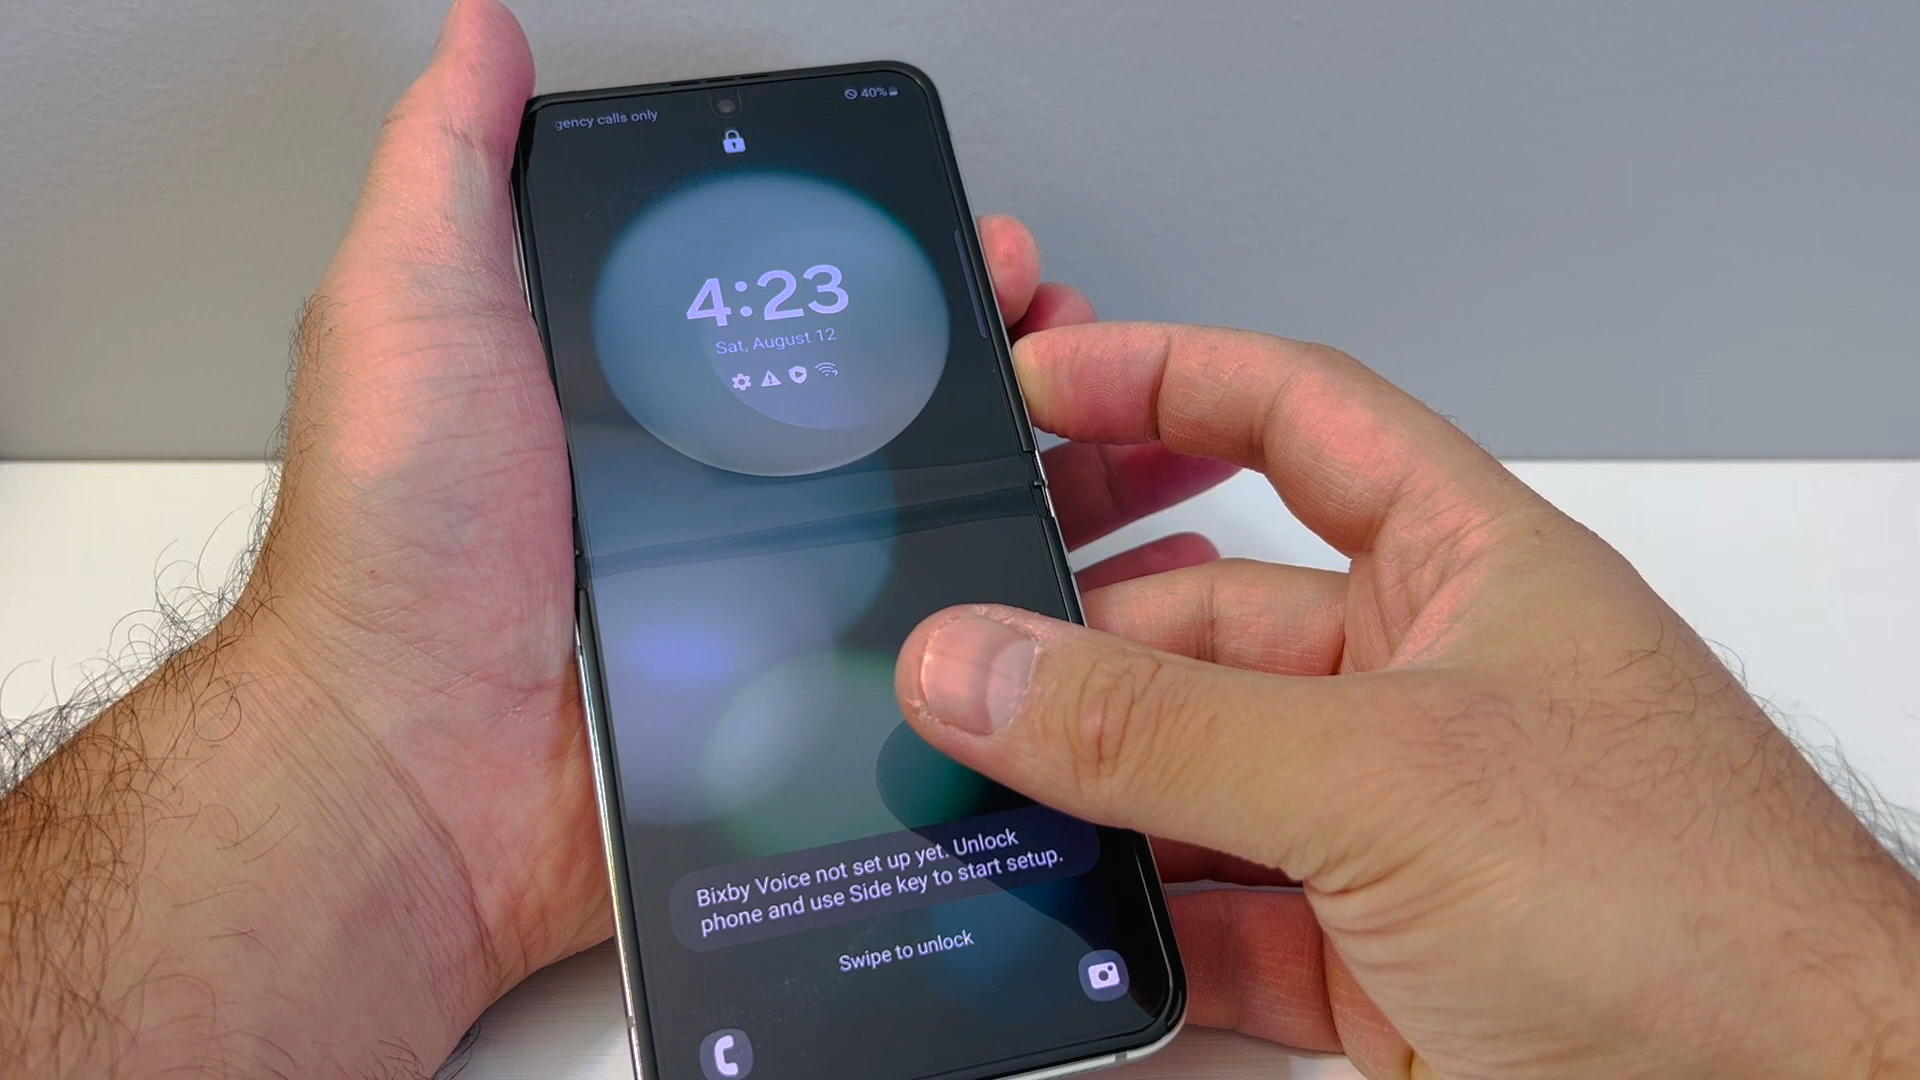 gency calls only
40%
4:23
Sat, August 12
Bixby Voice not set up yet. Unlock
phone and use Side key to start setup.
Swipe to unlock